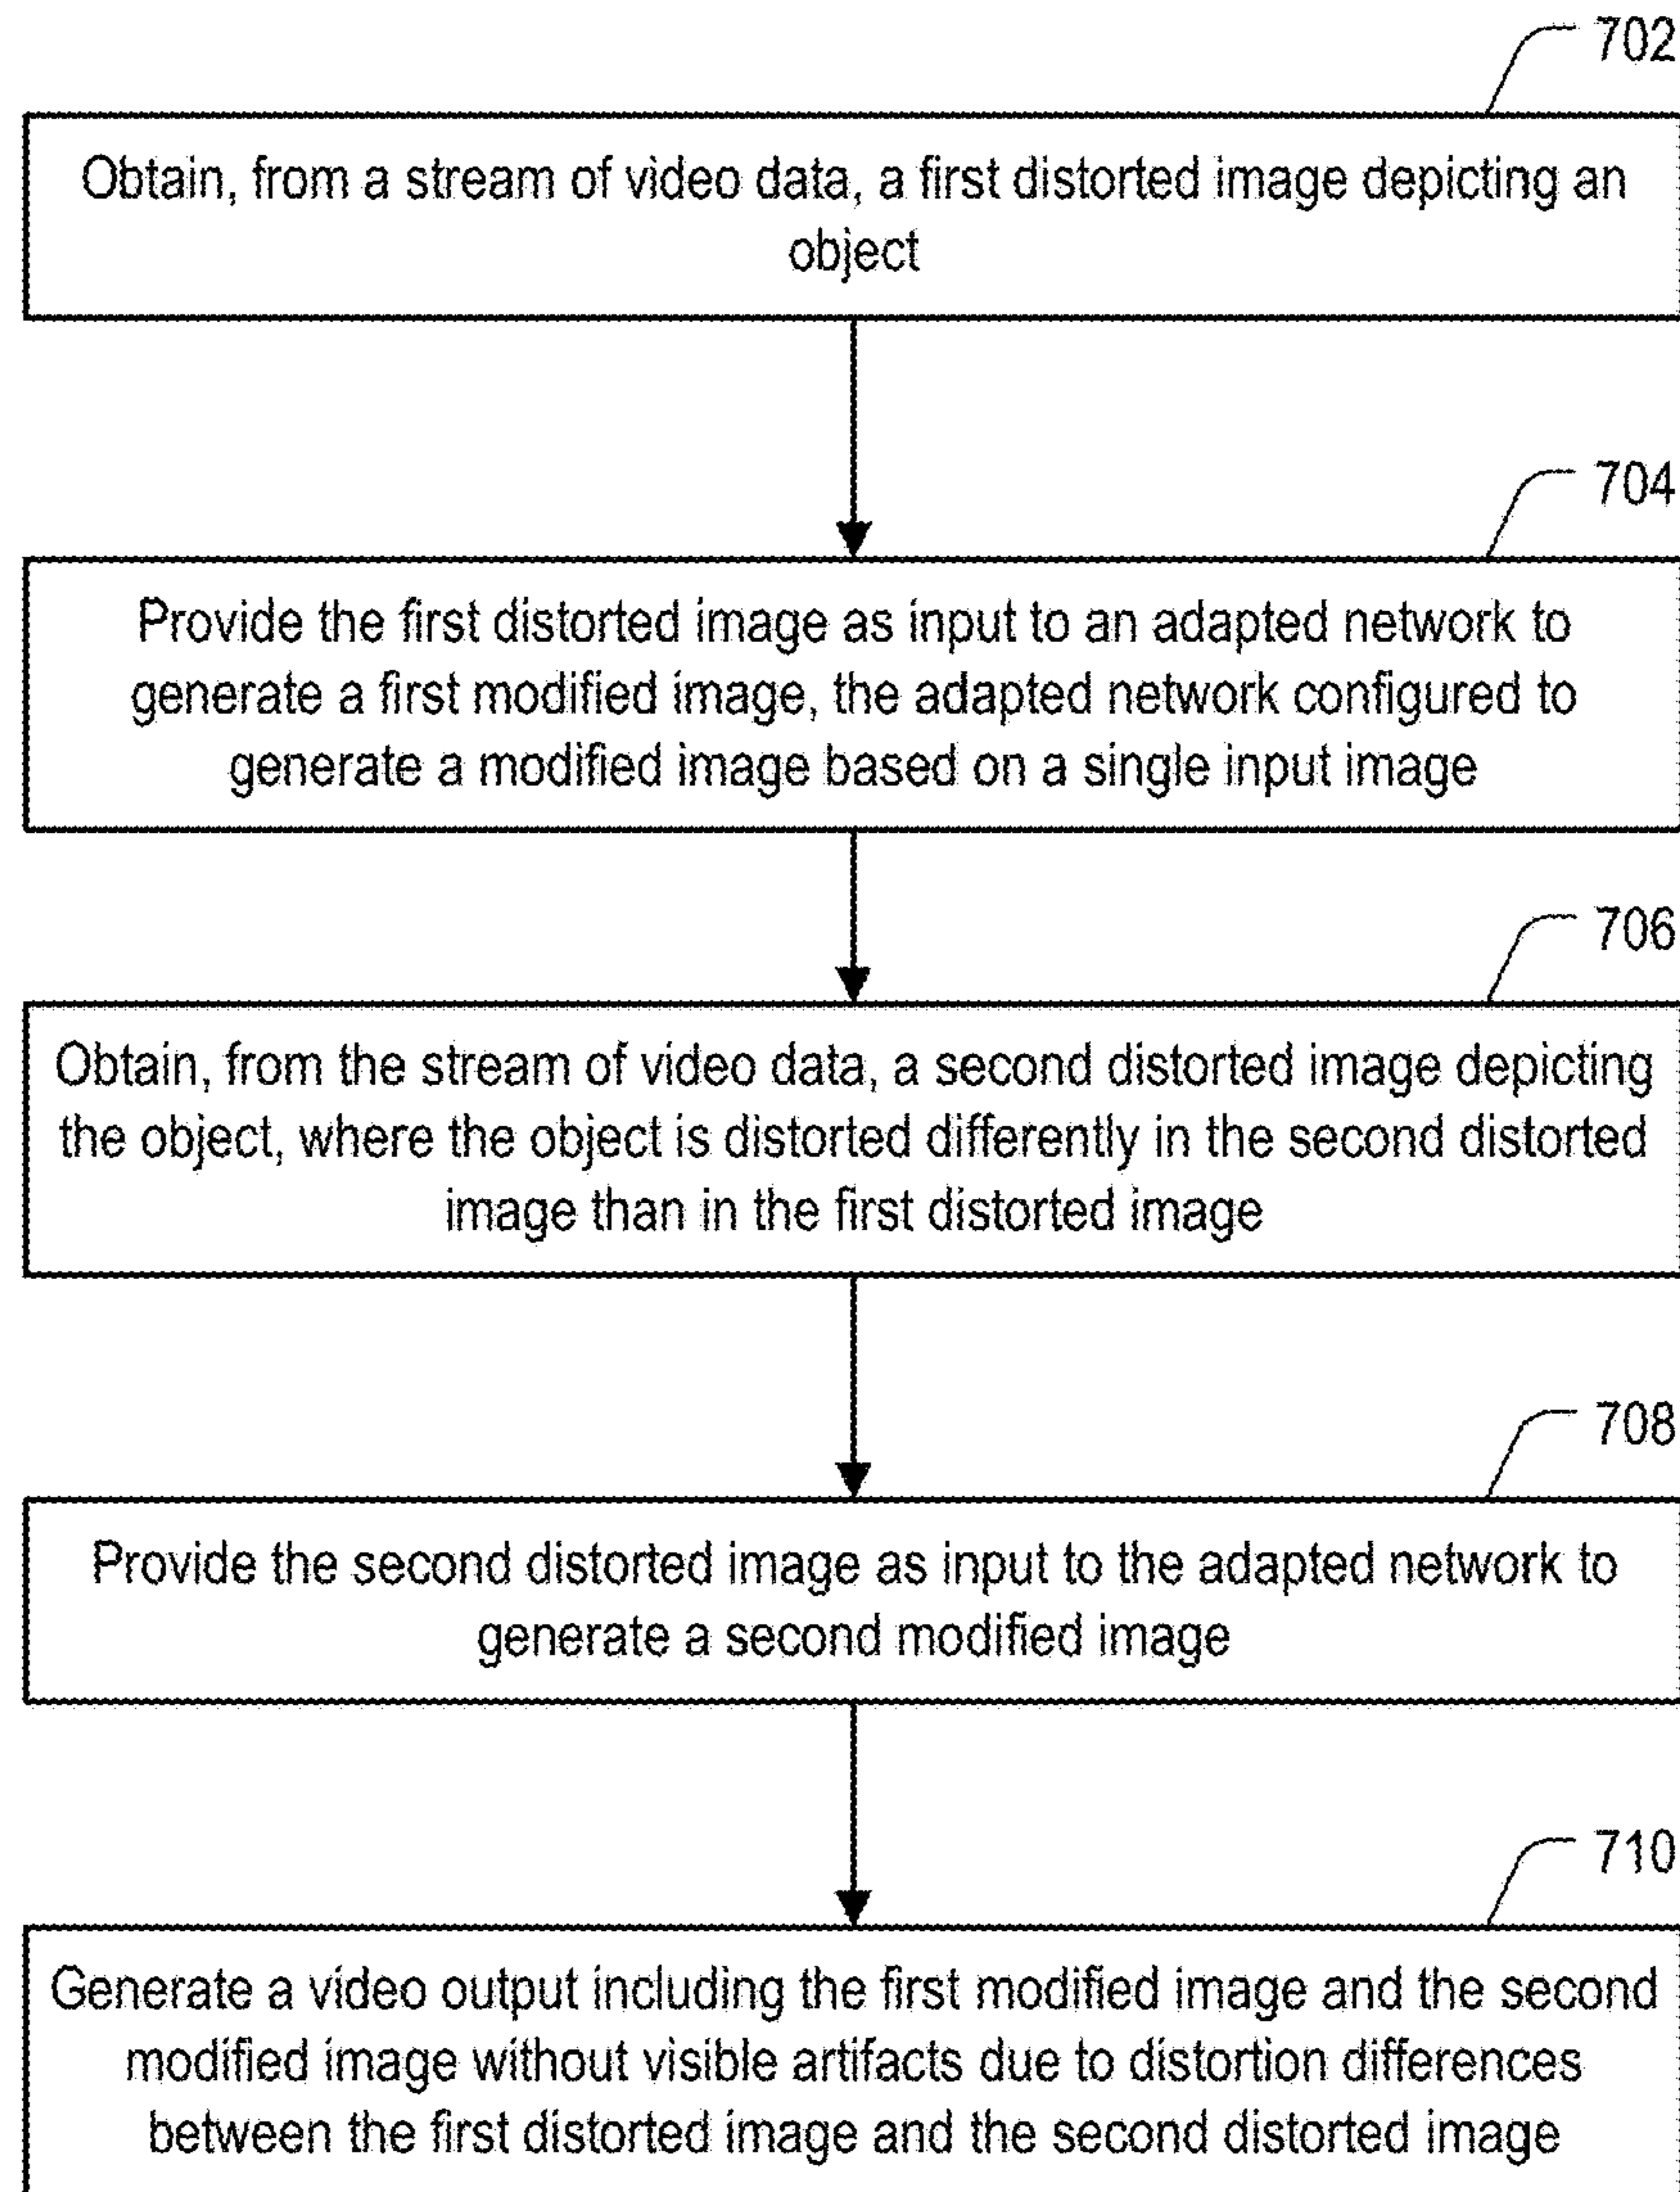 702
Obtain, from a stream of video data, a first distorted image depicting an
object
704
Provide the first distorted image as input to an adapted network to
generate a first modified image, the adapted network configured to
generate a modified image based on a single input image
706
Obtain, from the stream of video data, a second distorted image depicting
the object, where the object is distorted differently in the second distorted
image than in the first distorted image
708
Provide the second distorted image as input to the adapted network to
generate a second modified image
710
Generate a video output including the first modified image and the second
modified image without visible artifacts due to distortion differences
between the first distorted image and the second distorted image